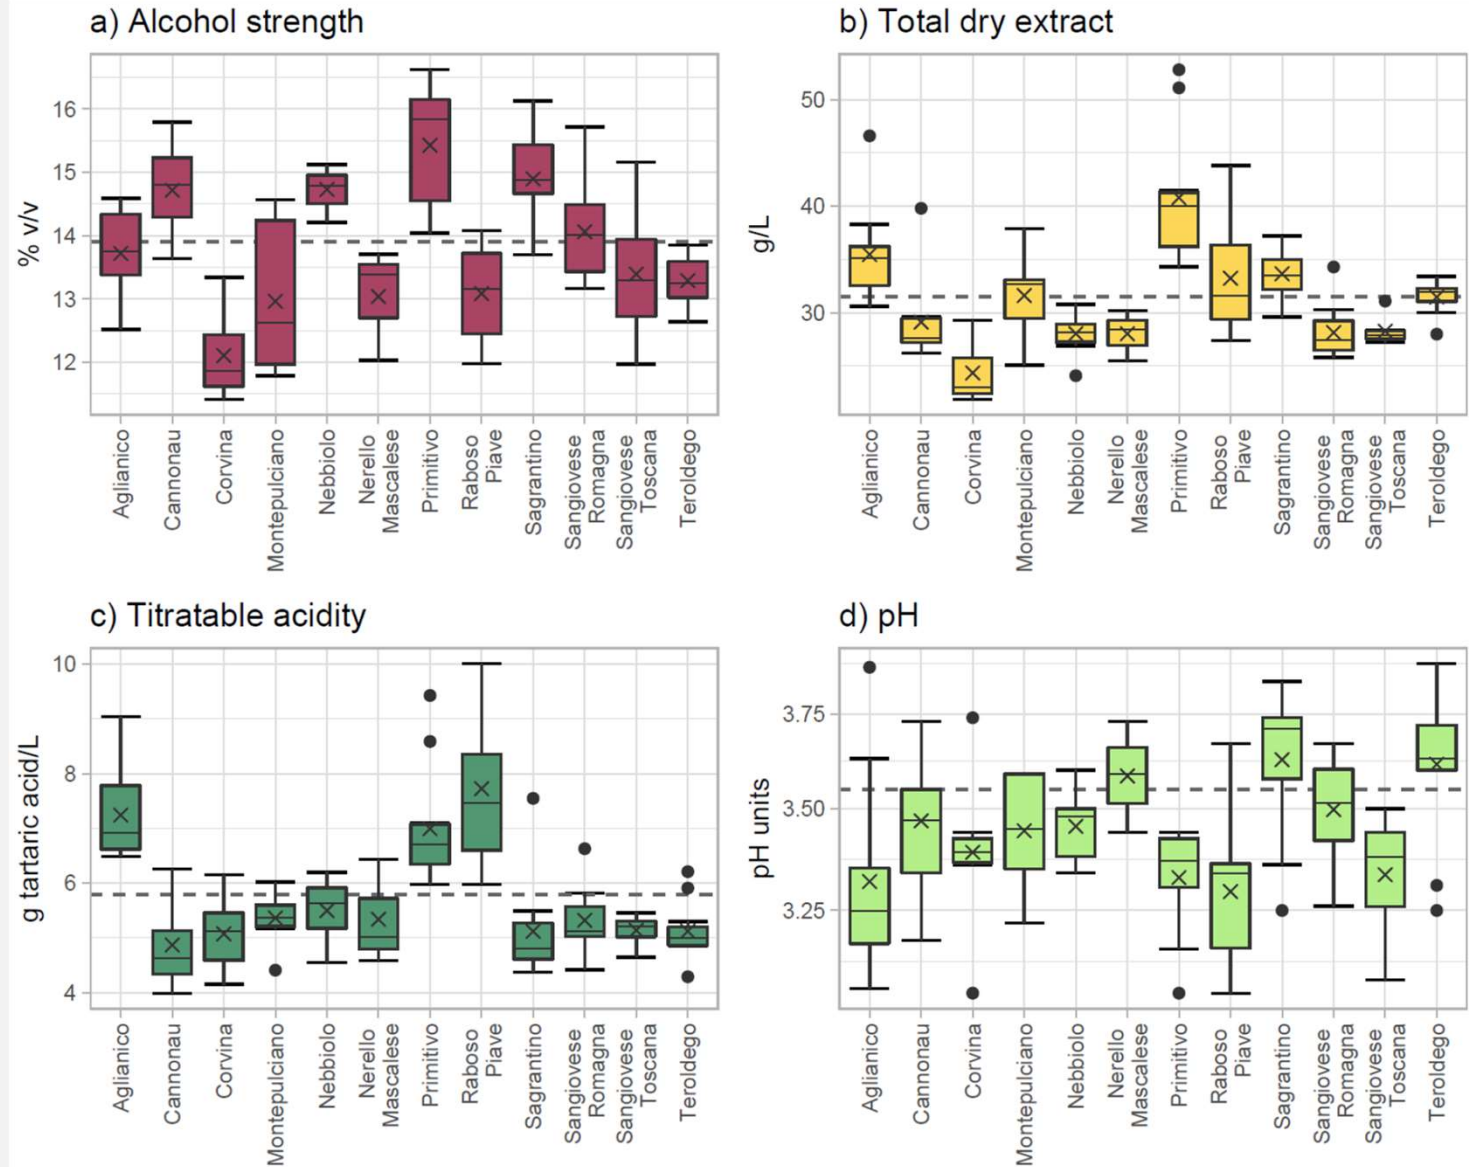 a) Alcohol strength
% v/v
16
15
14
13
12
Aglianico
Cannonau
Corvina
Montepulciano
Nebbiolo
Nerello
Mascalese
Primitivo
Raboso
Piave
Sagrantino
Sangiovese
Romagna
Sangiovese
Toscana
Teroldego
b) Total dry extract
g/L
50
40
30
Aglianico
Cannonau
Corvina
Montepulciano
Nebbiolo
Nerello
Mascalese
Primitivo
Raboso
Piave
Sagrantino
Sangiovese
Romagna
Sangiovese
Toscana
Teroldego
c) Titratable acidity
g tartaric acid/L
10
8
6
4
Aglianico
Cannonau
Corvina
Montepulciano
Nebbiolo
Nerello
Mascalese
Primitivo
Raboso
Piave
Sagrantino
Sangiovese
Romagna
Sangiovese
Toscana
Teroldego
d) pH
pH units
3.75
3.50
3.25
Aglianico
Cannonau
Corvina
Montepulciano
Nebbiolo
Nerello
Mascalese
Primitivo
Raboso
Piave
Sagrantino
Sangiovese
Romagna
Sangiovese
Toscana
Teroldego